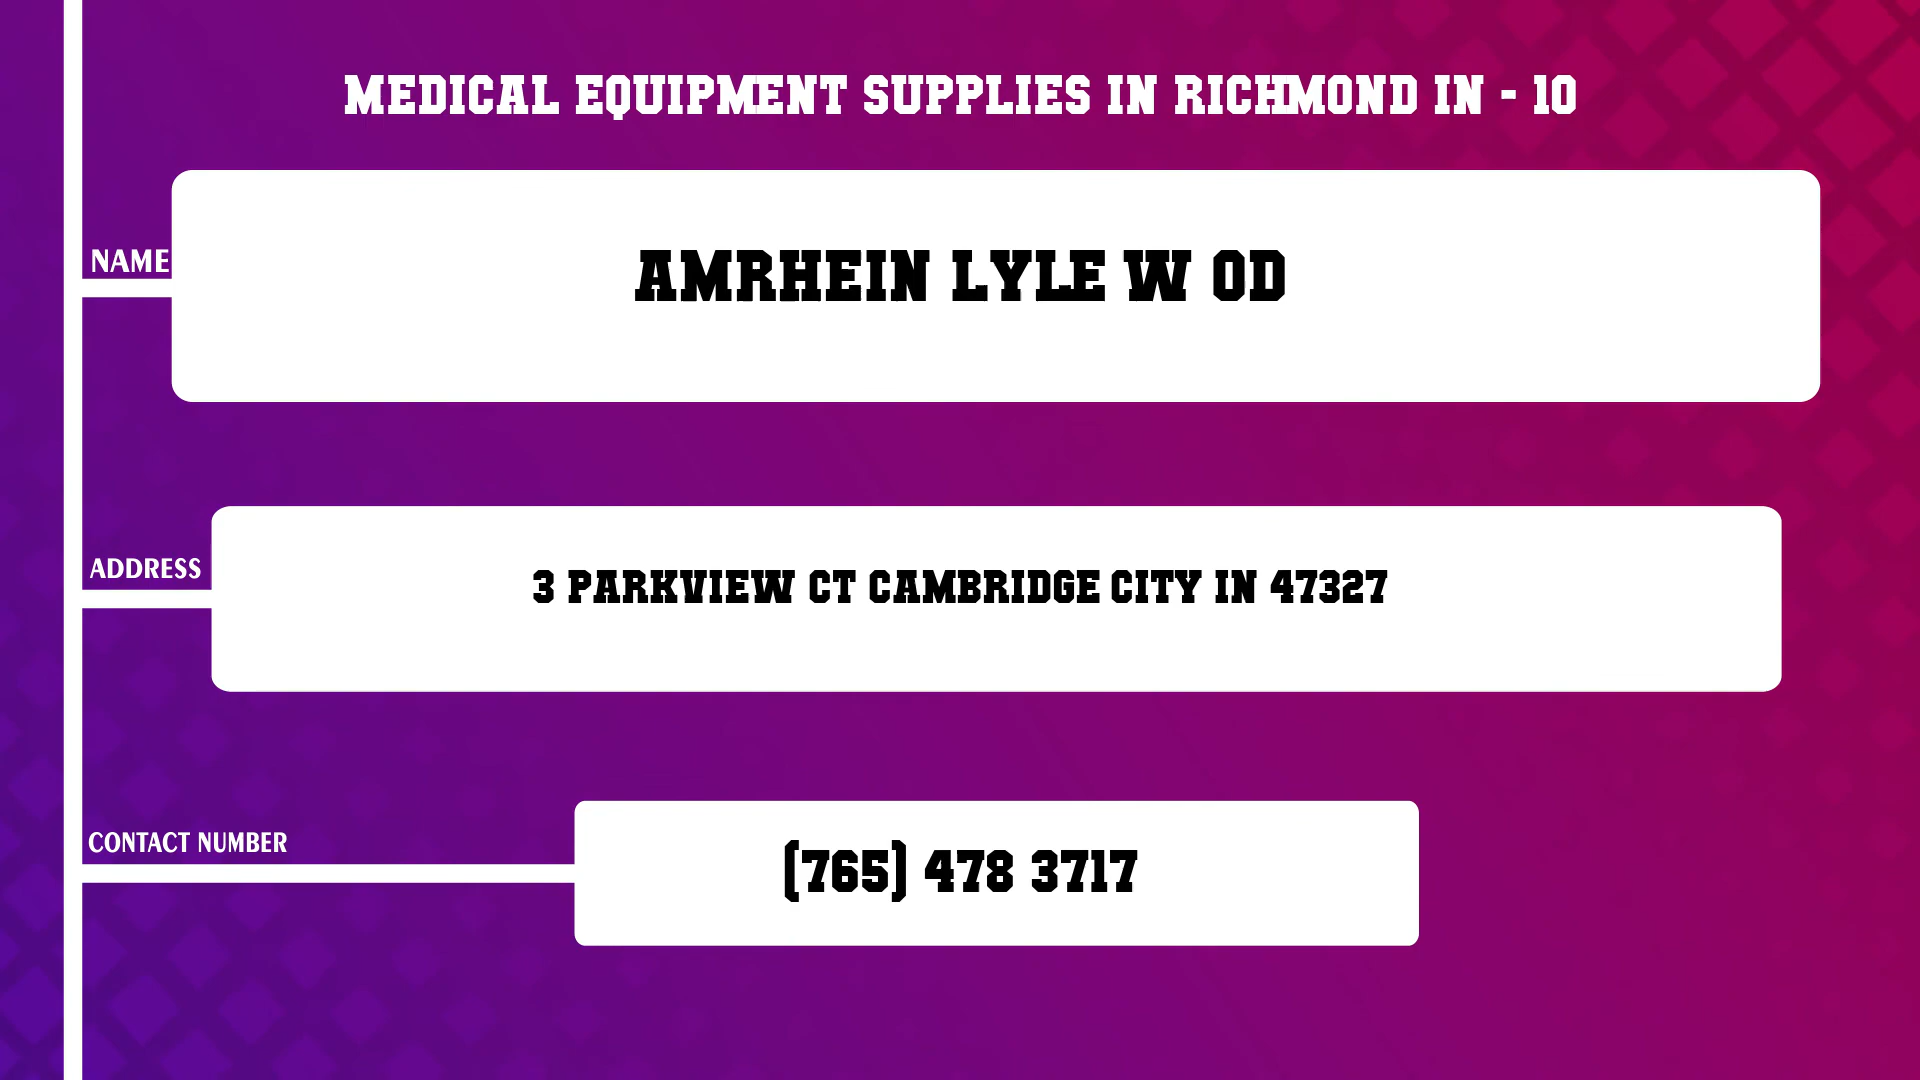 MEDICAL EQUIPMENT SUPPLIES IN RICHMOND IN - 10
NAME
AMRHEIN LYLE W OD
ADDRESS
3 PARKVIEW CT CAMBRIDGE CITY IN 47327
CONTACT NUMBER
(765) 478 3717